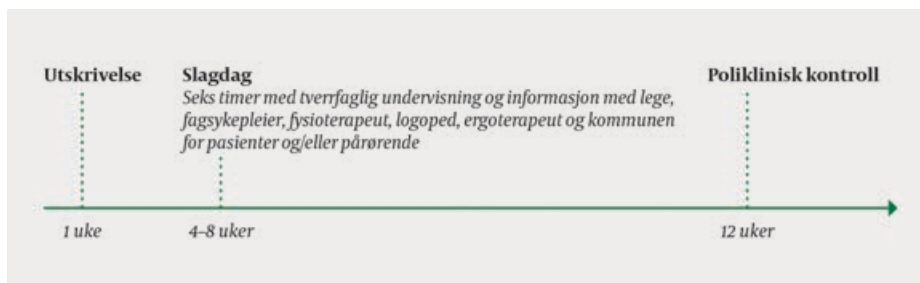 Utskrivelse
Slagdag
Seks timer med tverrfaglig undervisning og informasjon med lege,
fagsykepleier, fysioterapeut, logoped, ergoterapeut og kommunen
for pasienter og/eller pårørende
Poliklinisk kontroll
1 uke
4–8 uker
12 uker